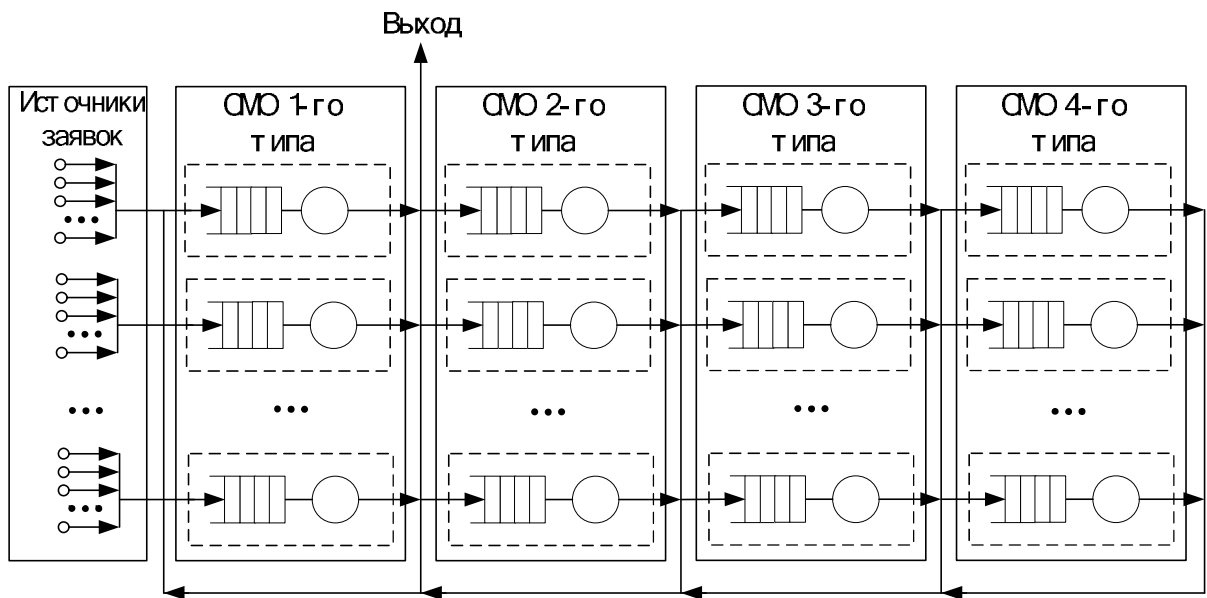 Выход
Источники
заявок
СМО 1-го
типа
СМО 2-го
типа
СМО 3-го
типа
СМО 4-го
типа